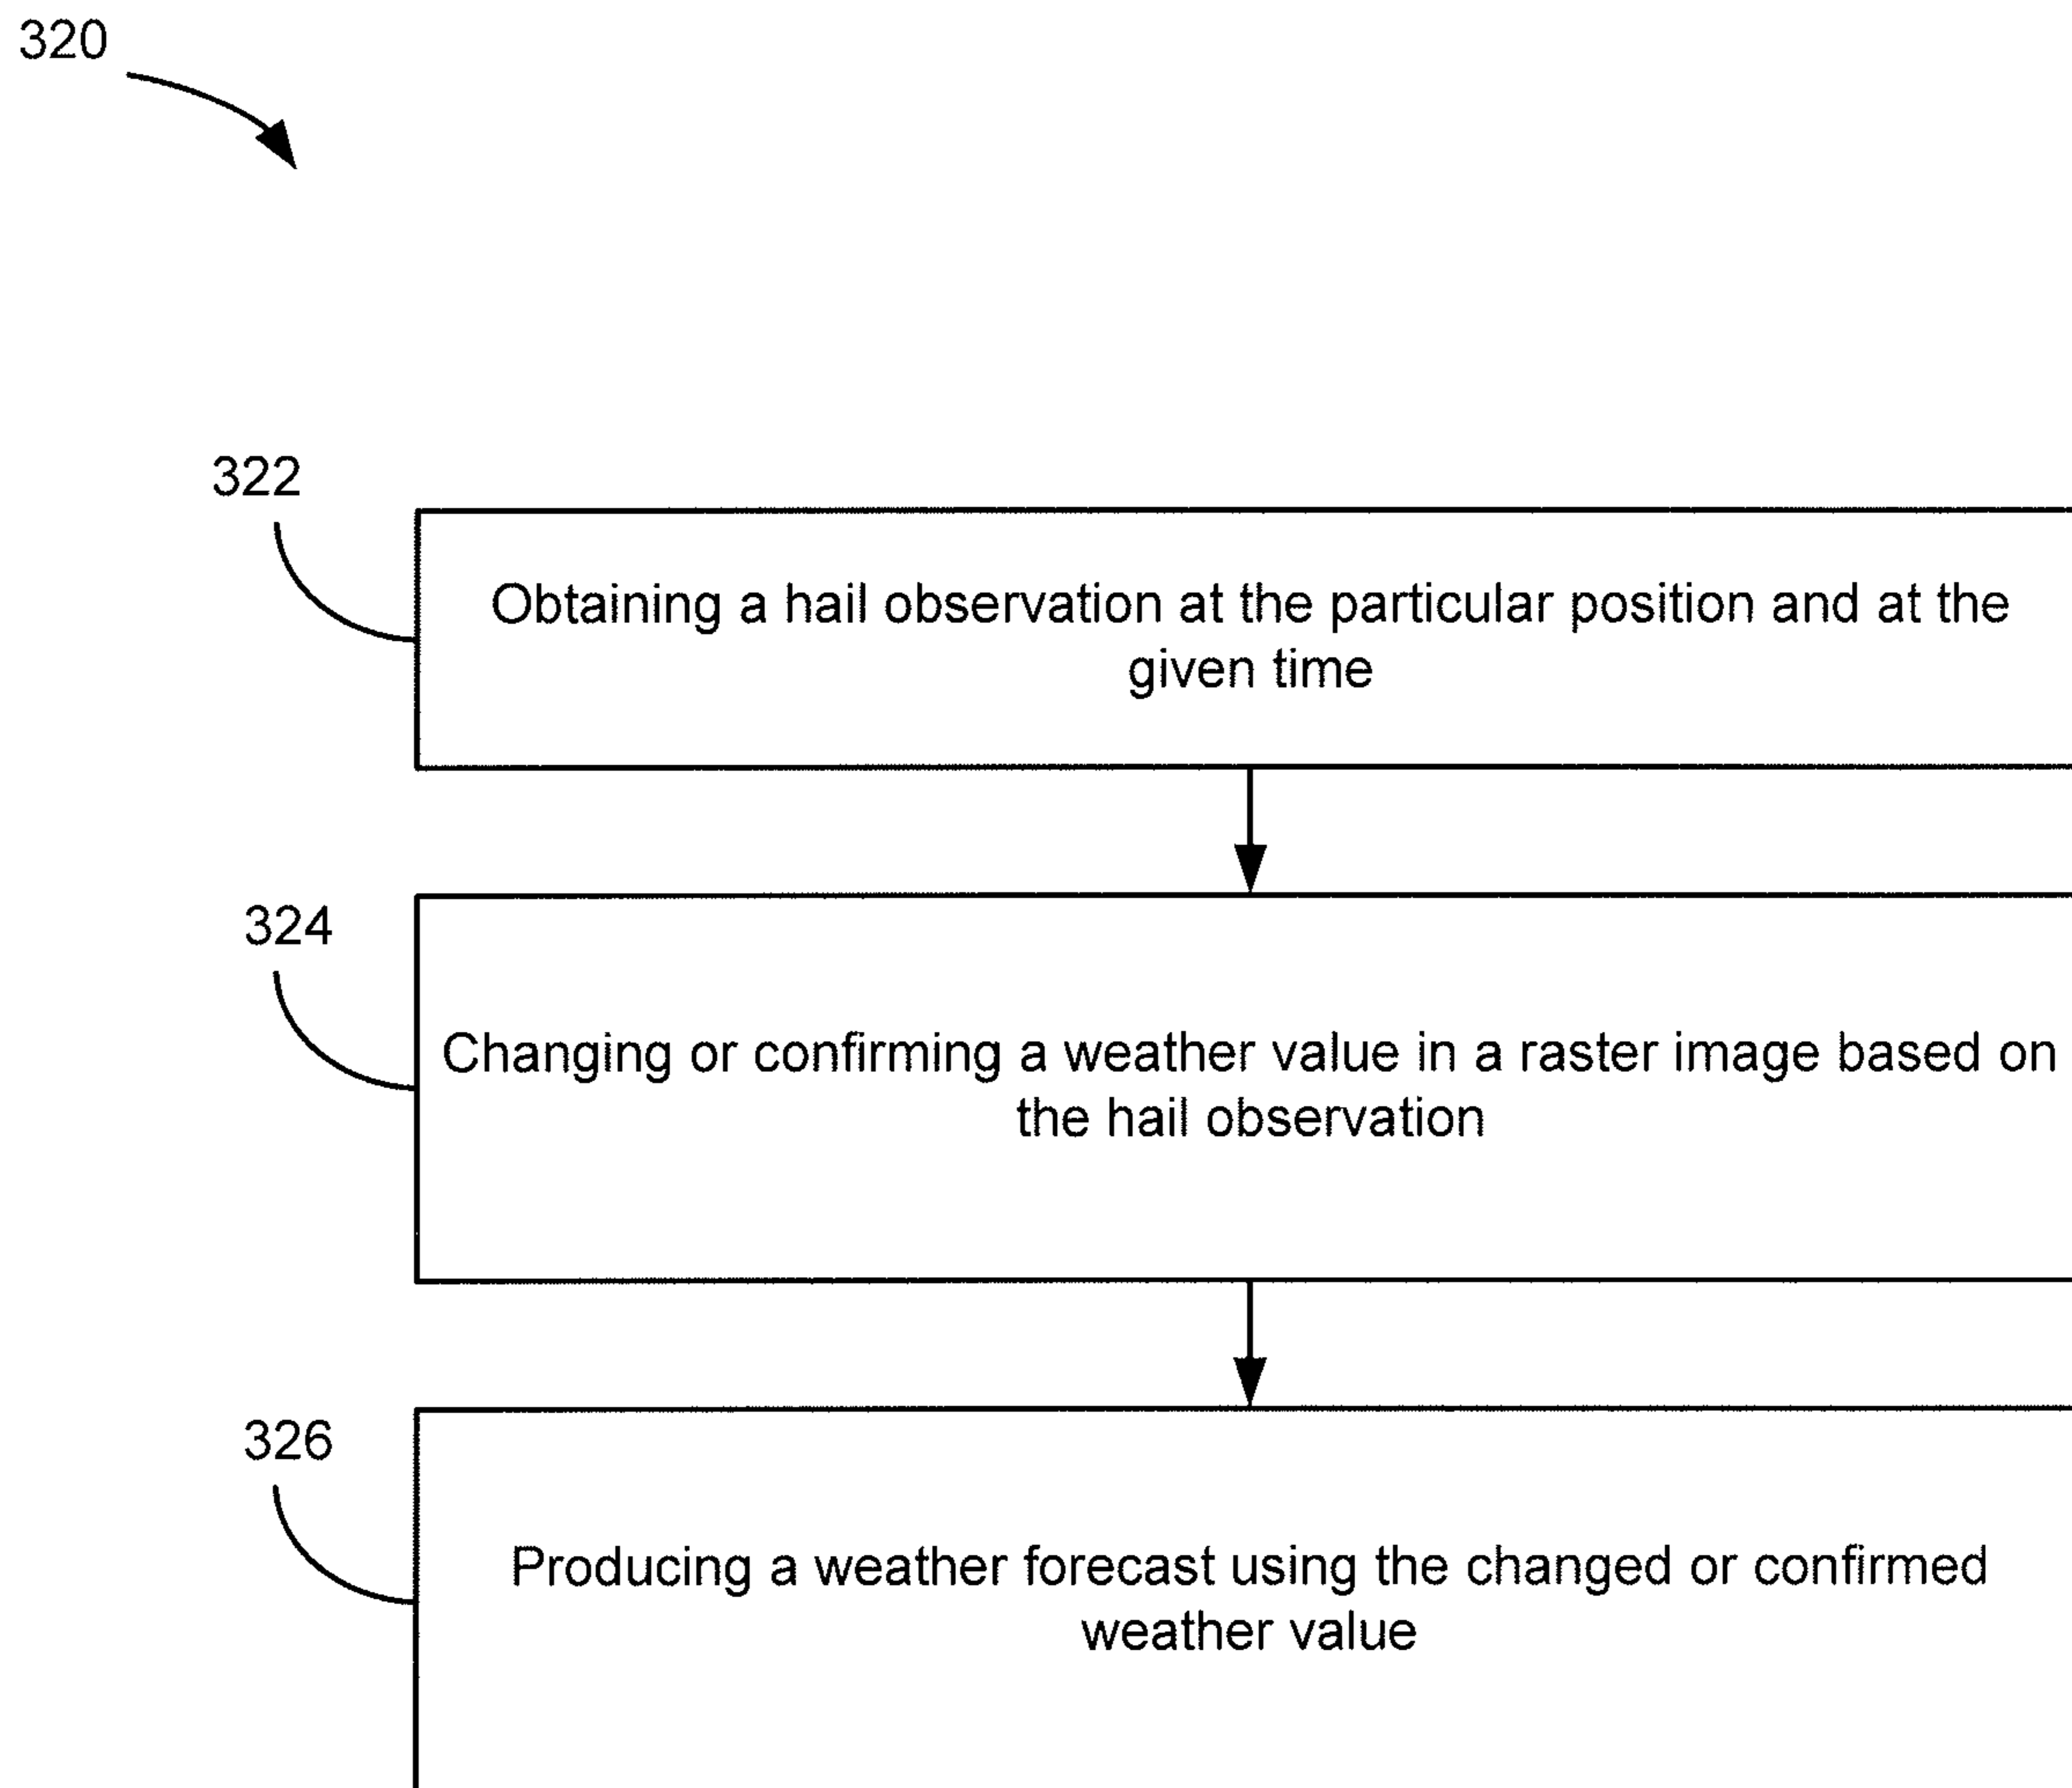 320
322
Obtaining a hail observation at the particular position and at the
given time
324
Changing or confirming a weather value in a raster image based on
the hail observation
326
Producing a weather forecast using the changed or confirmed
weather value